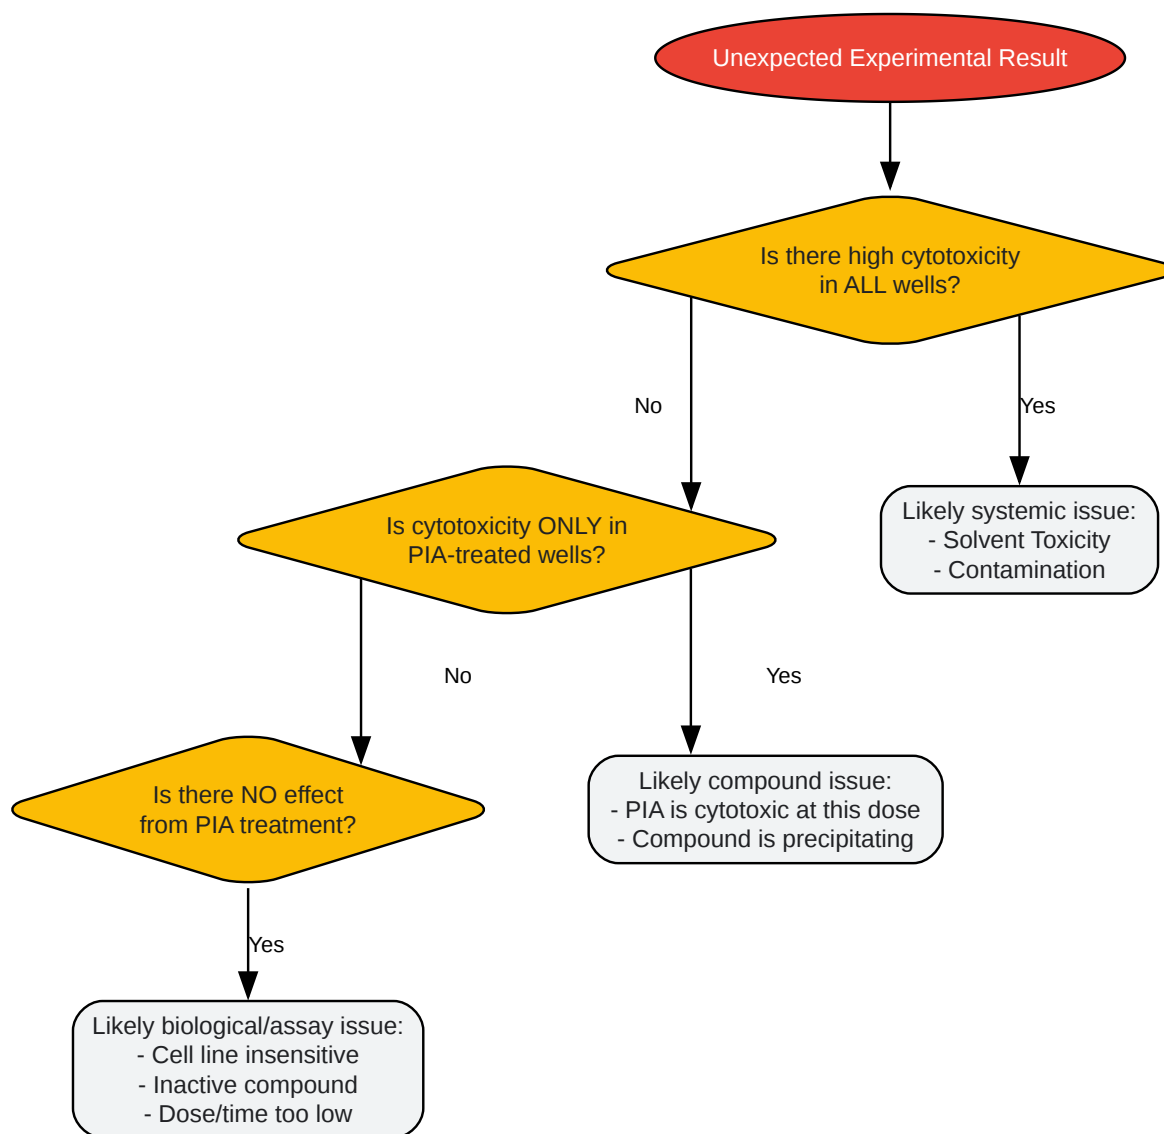 Unexpected Experimental Result
Is there high cytotoxicity
in ALL wells?
No
Yes
Is cytotoxicity ONLY in
PIA-treated wells?
Likely systemic issue:
- Solvent Toxicity
- Contamination
No
Yes
Is there NO effect
from PIA treatment?
Likely compound issue:
- PIA is cytotoxic at this dose
- Compound is precipitating
Yes
Likely biological/assay issue:
- Cell line insensitive
- Inactive compound
- Dose/time too low